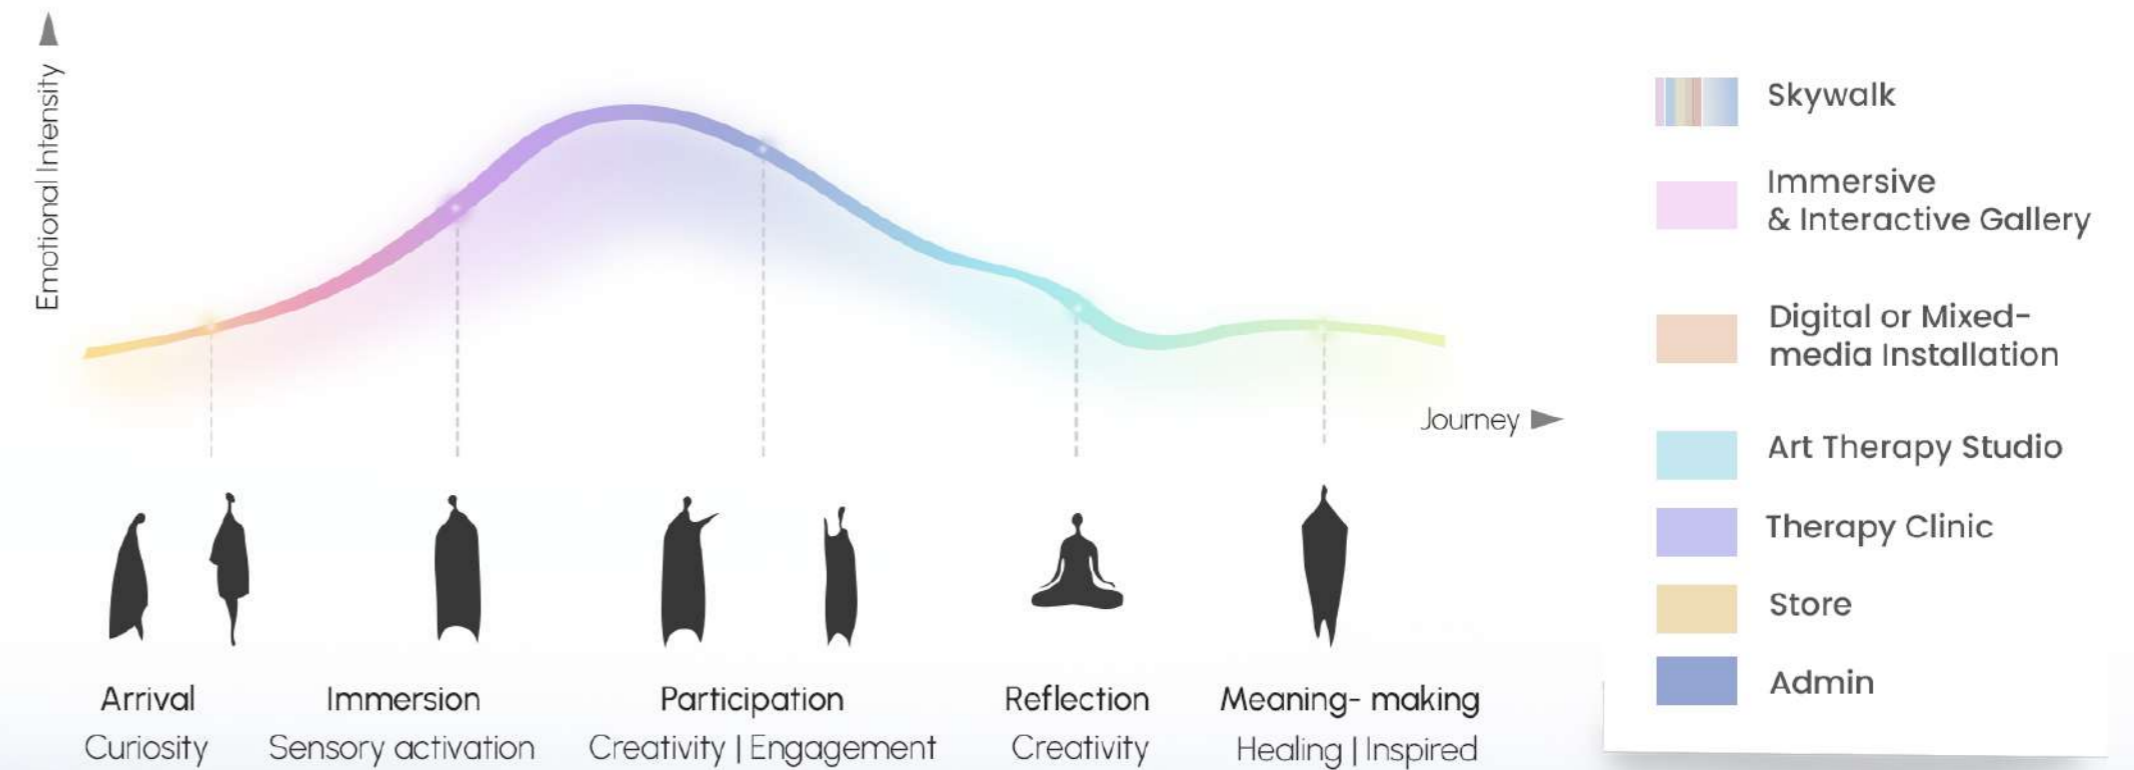 Emotional Intensity
Journey
Arrival
Curiosity
Immersion
Sensory activation
Participation
Creativity | Engagement
Reflection
Creativity
Meaning- making
Healing | Inspired
Skywalk
Immersive
& Interactive Gallery
Digital or Mixed-
media Installation
Art Therapy Studio
Therapy Clinic
Store
Admin